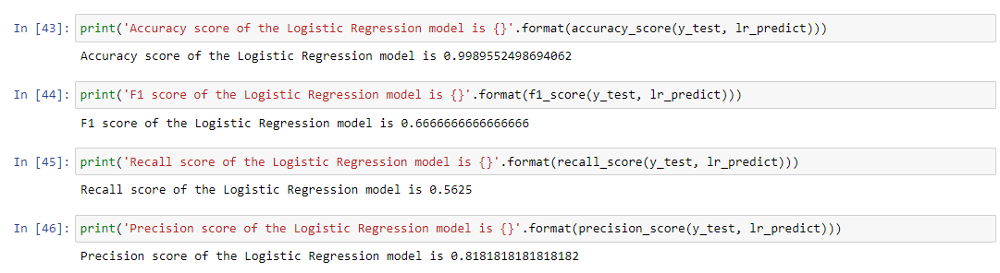 In [43]: print('Accuracy score of the Logistic Regression model is {}'.format(accuracy_score(y_test, lr_predict)))
Accuracy score of the Logistic Regression model is 0.9989552498694062
In [44]: print('F1 score of the Logistic Regression model is {}'.format(f1_score(y_test, lr_predict)))
F1 score of the Logistic Regression model is 0.6666666666666666
In [45]: print('Recall score of the Logistic Regression model is {}'.format(recall_score(y_test, lr_predict)))
Recall score of the Logistic Regression model is 0.5625
In [46]: print('Precision score of the Logistic Regression model is {}'.format(precision_score(y_test, lr_predict)))
Precision score of the Logistic Regression model is 0.8181818181818182